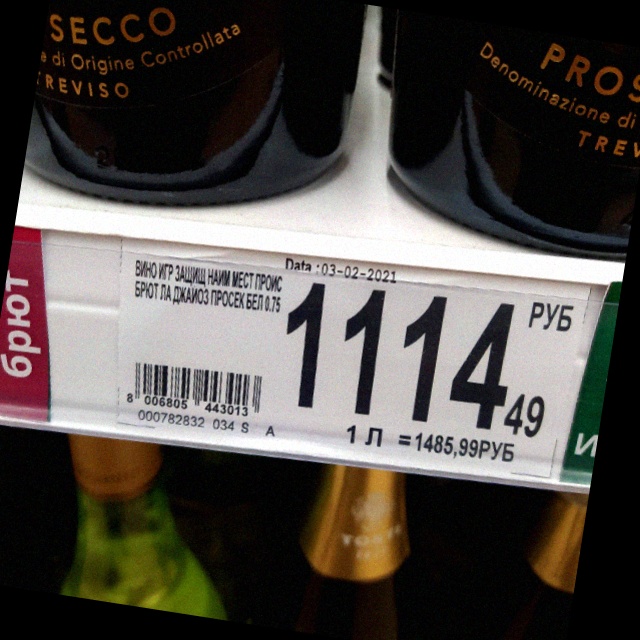 SECCO
di Origine Controllata
TREVISO
PROS
Denominazione di
TREV
брют
Data : 03-02-2021
ВИНО ИГР ЗАЩИЩ НАИМ МЕСТ ПРОИС
БРЮТ ЛА ДЖАЙОЗ ПРОСЕК БЕЛ 0.75
1114 49 РУБ
8 006805 443013
000782832 034 S A
1 Л =1485,99РУБ